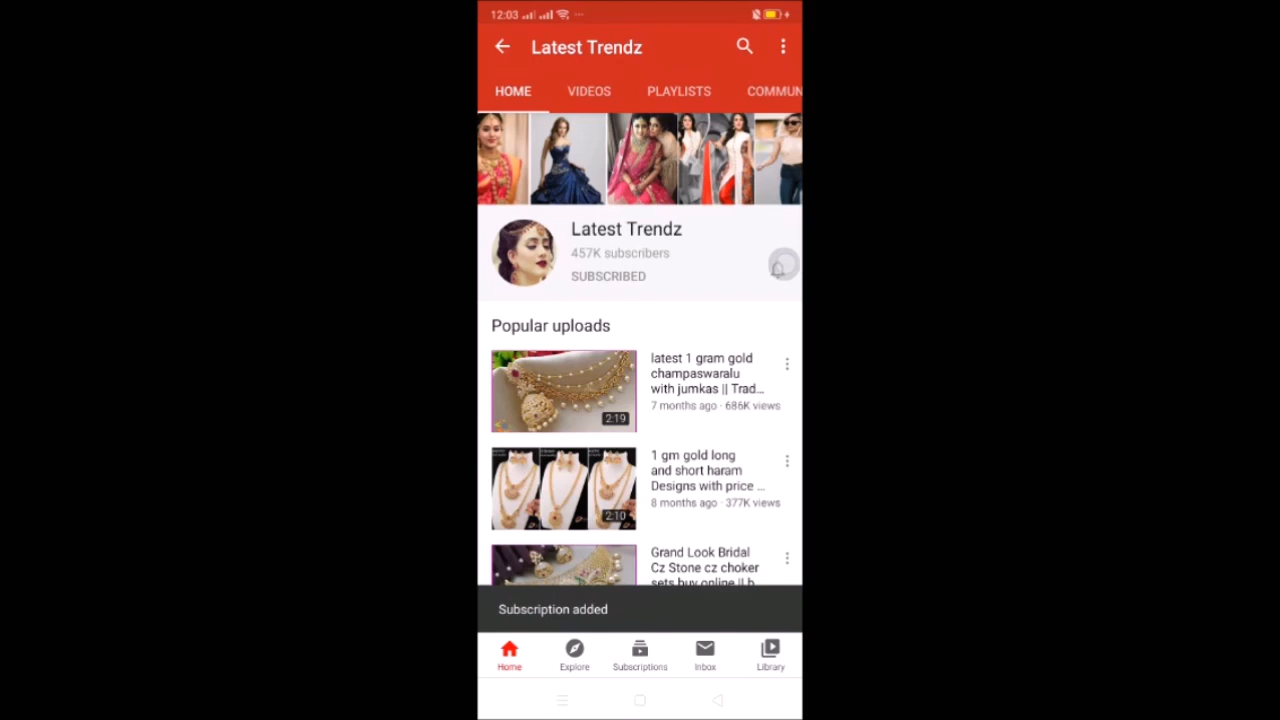 12:03
Latest Trendz
HOME VIDEOS PLAYLISTS COMMUN
Latest Trendz
457K subscribers
SUBSCRIBED
Popular uploads
latest 1 gram gold
champaswaralu
with jumkas || Trad...
7 months ago · 686K views
2:19
1 gm gold long
and short haram
Designs with price ...
8 months ago · 377K views
2:10
Grand Look Bridal
Cz Stone cz choker
sets buy online ||
Subscription added
Home Explore Subscriptions Inbox Library